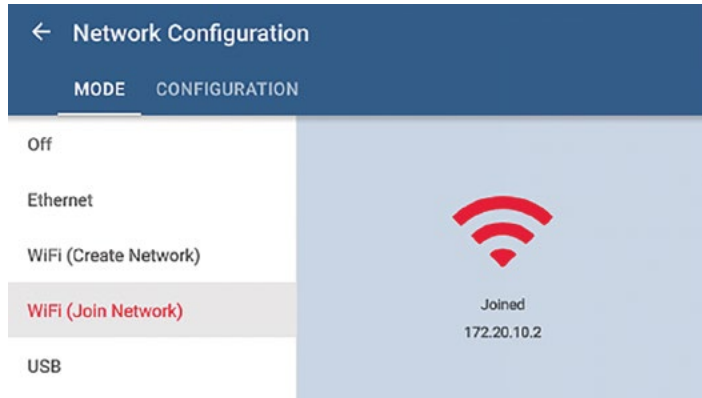 Network Configuration
MODE CONFIGURATION
Off
Ethernet
WiFi (Create Network)
WiFi (Join Network)
USB
Joined
172.20.10.2